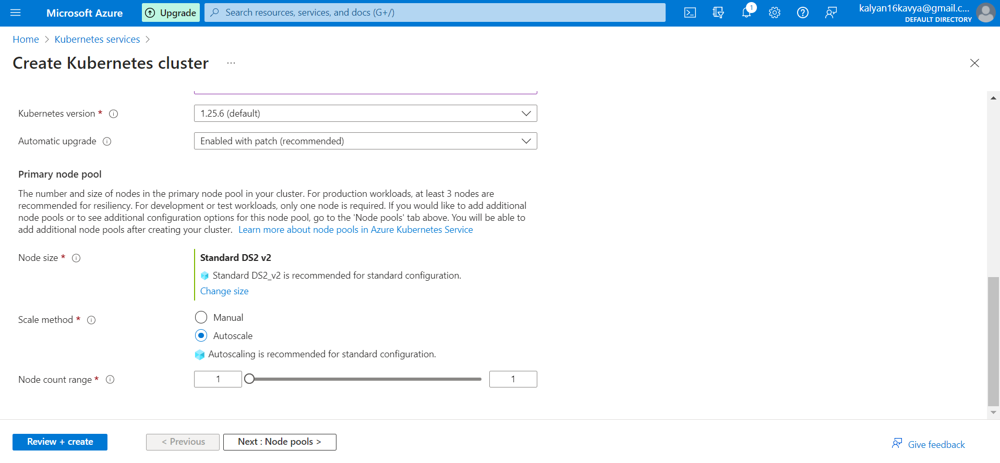 Microsoft Azure
Upgrade
Search resources, services, and docs (G+/)
1
kalyan16kavya@gmail.c...
DEFAULT DIRECTORY
Home > Kubernetes services >
Create Kubernetes cluster ...
Kubernetes version *
1.25.6 (default)
Automatic upgrade
Enabled with patch (recommended)
Primary node pool
The number and size of nodes in the primary node pool in your cluster. For production workloads, at least 3 nodes are
recommended for resiliency. For development or test workloads, only one node is required. If you would like to add additional
node pools or to see additional configuration options for this node pool, go to the 'Node pools' tab above. You will be able to
add additional node pools after creating your cluster. Learn more about node pools in Azure Kubernetes Service
Node size *
Standard DS2 v2
Standard DS2_v2 is recommended for standard configuration.
Change size
Scale method *
Manual
Autoscale
Autoscaling is recommended for standard configuration.
Node count range *
1
1
Review + create
< Previous
Next : Node pools >
Give feedback